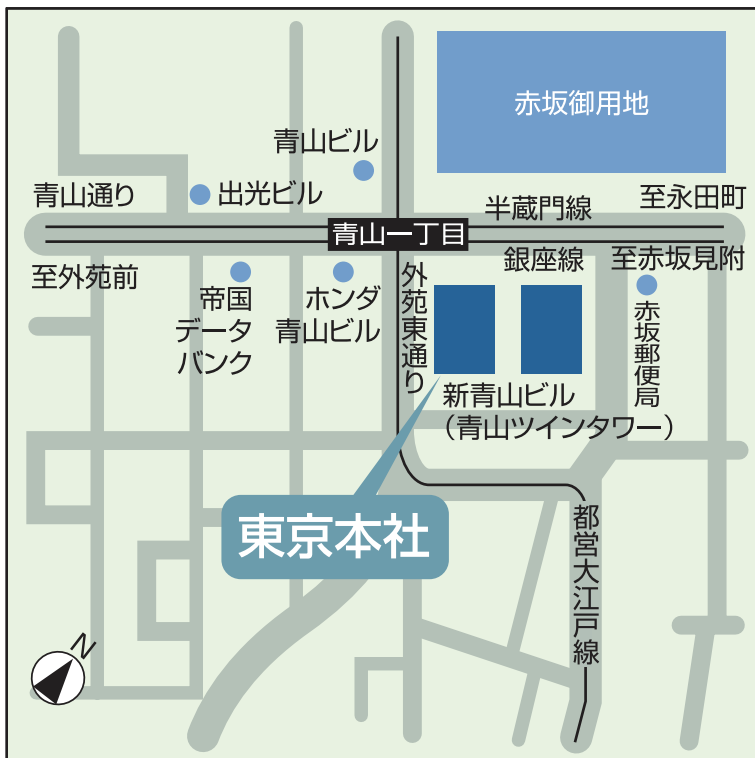 赤坂御用地
青山ビル
青山通り
出光ビル
半蔵門線
至永田町
青山一丁目
至外苑前
銀座線
至赤坂見附
帝国
データ
バンク
ホンダ
青山ビル
外苑東通り
赤坂郵便局
新青山ビル
（青山ツインタワー）
東京本社
都営大江戸線
N